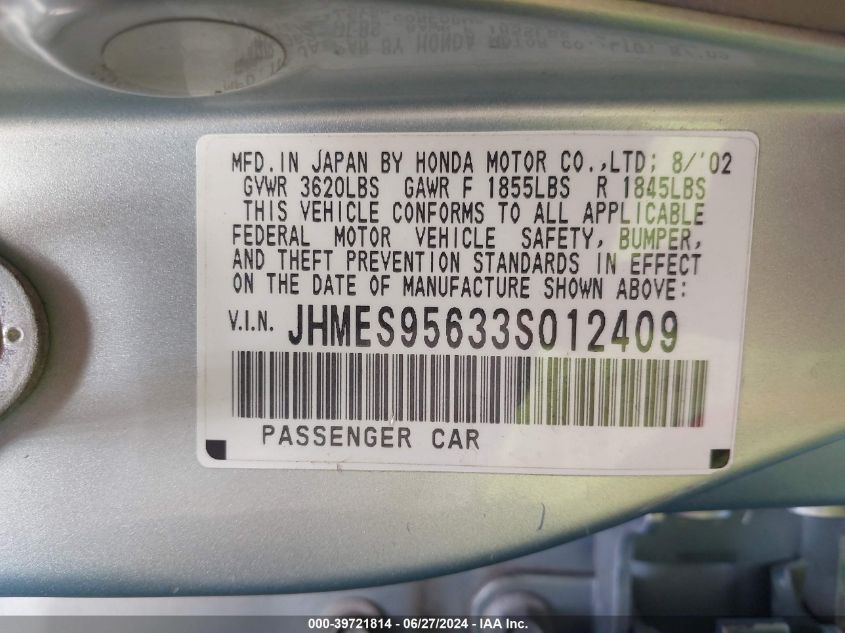 MFD.IN JAPAN BY HONDA MOTOR CO.,LTD; 8/'02
GVWR 3620LBS GAWR F 1855LBS R 1845LBS
THIS VEHICLE CONFORMS TO ALL APPLICABLE
FEDERAL MOTOR VEHICLE SAFETY, BUMPER,
AND THEFT PREVENTION STANDARDS IN EFFECT
ON THE DATE OF MANUFACTURE SHOWN ABOVE:
V.I.N. JHMES95633S012409
PASSENGER CAR
000-39721814 - 06/27/2024 - IAA Inc.